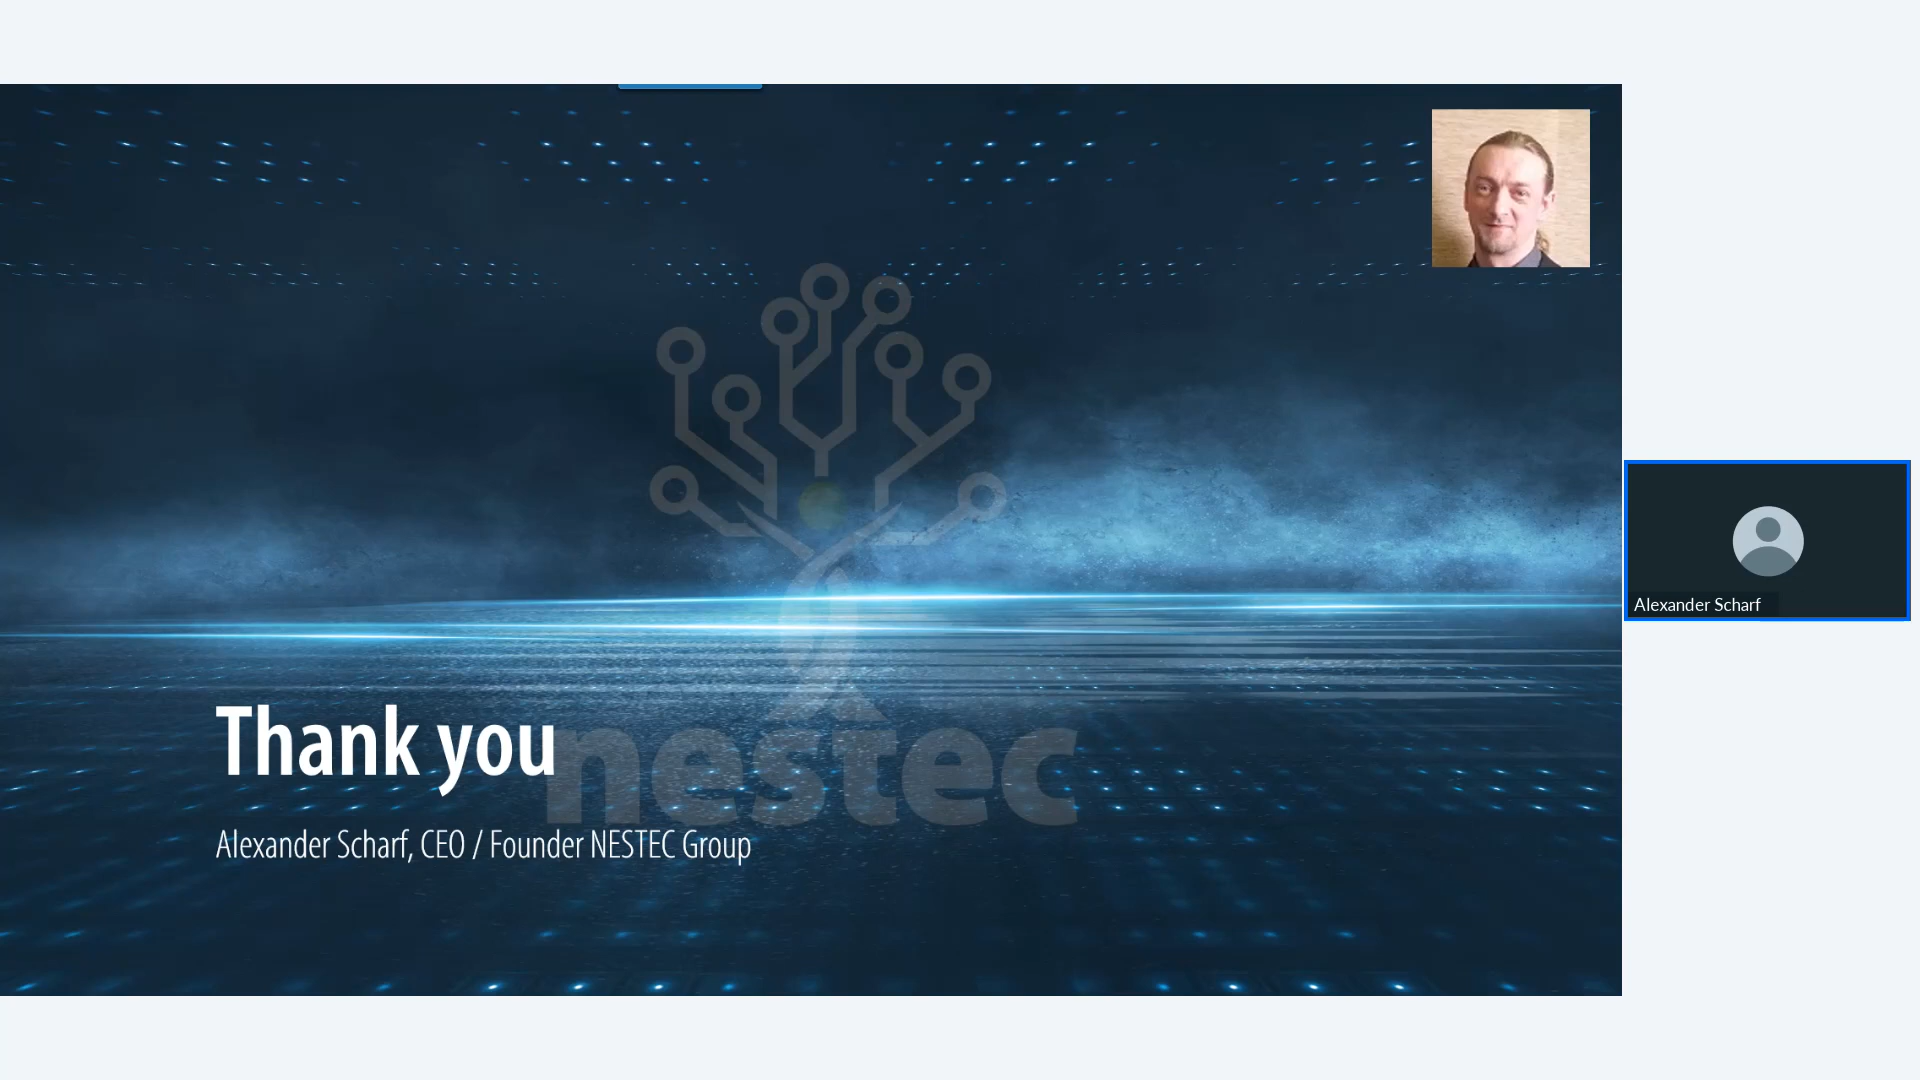 Thank you
nestec
Alexander Scharf, CEO / Founder NESTEC Group
Alexander Scharf